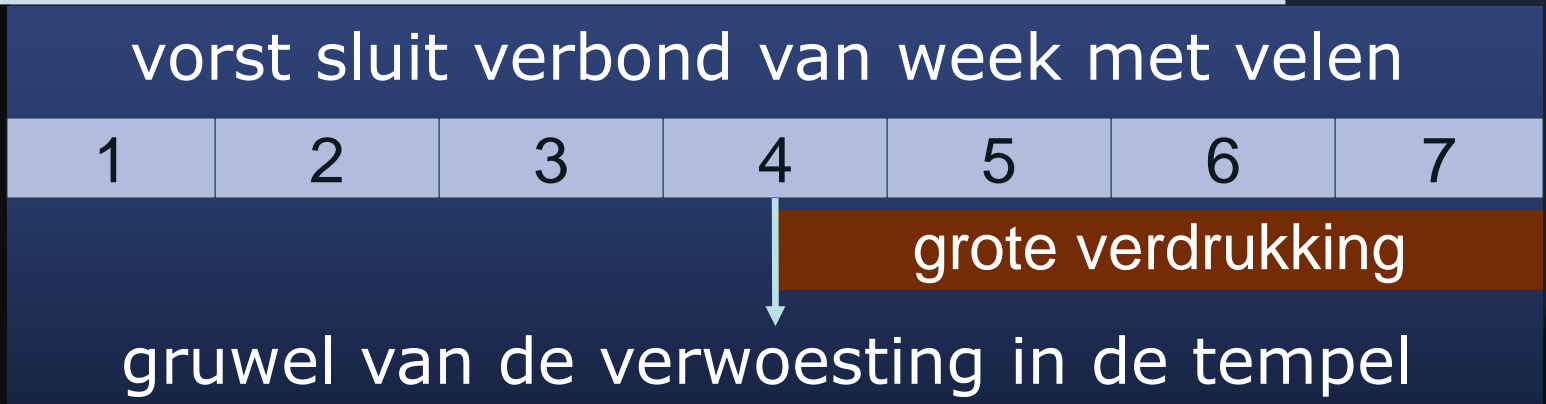 vorst sluit verbond van week met velen
1 2 3 4 5 6 7
grote verdrukking
gruwel van de verwoesting in de tempel